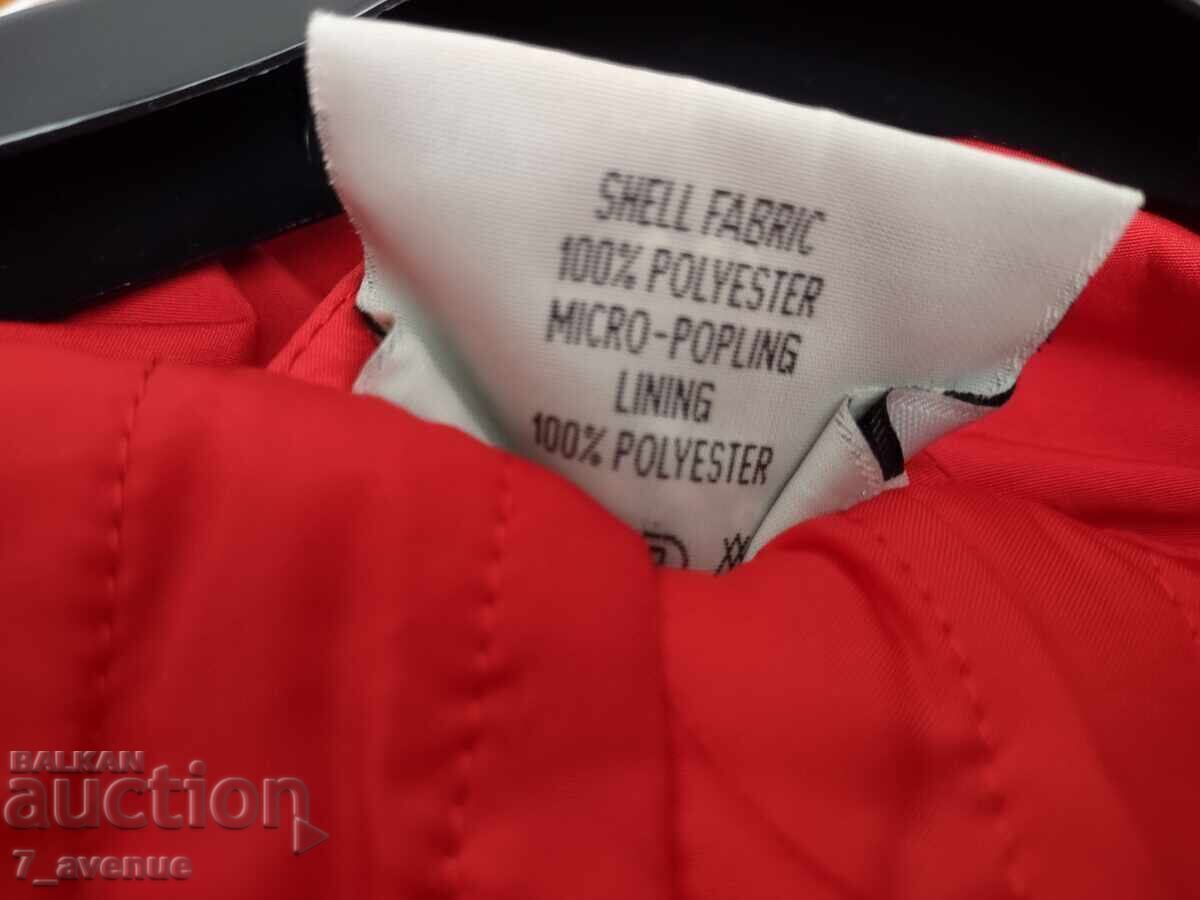 SHELL FABRIC
100% POLYESTER
MICRO-POPLING
LINING
100% POLYESTER
BALKAN
auction
7_avenue